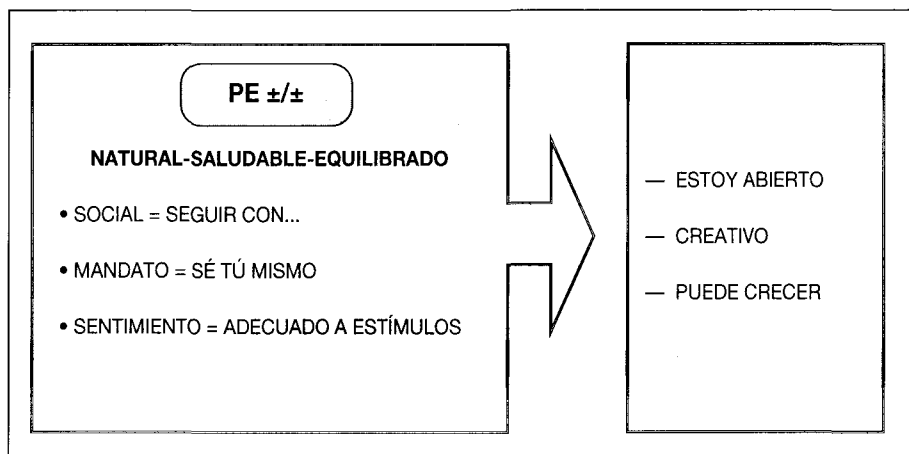 PE ±/±
NATURAL-SALUDABLE-EQUILIBRADO
• SOCIAL = SEGUIR CON...
• MANDATO = SÉ TÚ MISMO
• SENTIMIENTO = ADECUADO A ESTÍMULOS
— ESTOY ABIERTO
— CREATIVO
— PUEDE CRECER